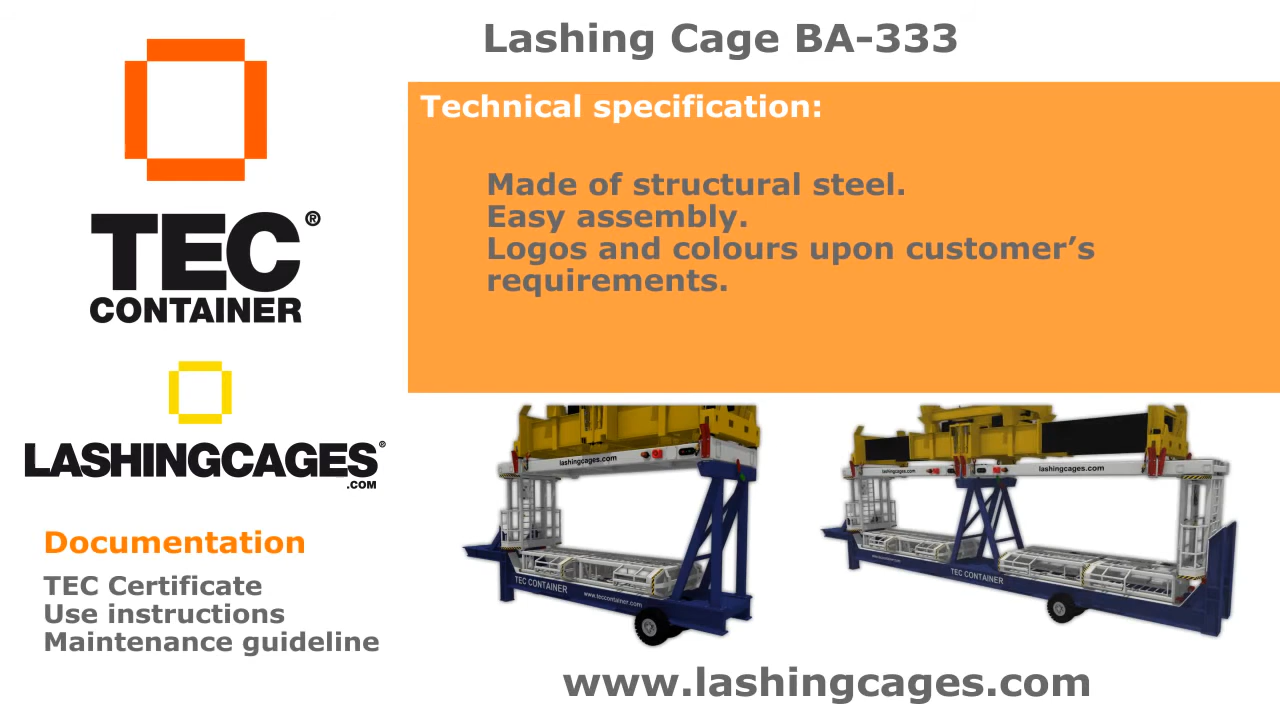 Lashing Cage BA-333
TEC®
CONTAINER
LASHINGCAGES®
.COM
Documentation
TEC Certificate
Use instructions
Maintenance guideline
Technical specification:
Made of structural steel.
Easy assembly.
Logos and colours upon customer’s
requirements.
lashingcages.com
TEC CONTAINER
www.teccontainer.com
lashingcages.com
lashingcages.com
TEC CONTAINER
www.lashingcages.com